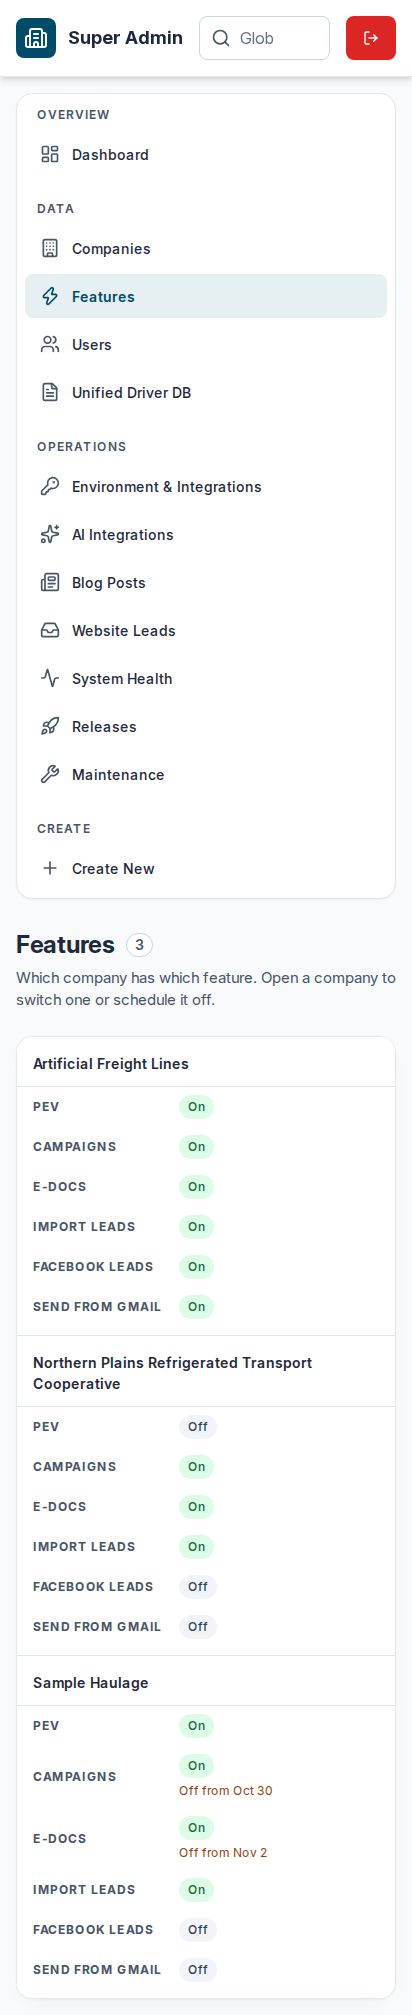 Super Admin
Glob
OVERVIEW
Dashboard
DATA
Companies
Features
Users
Unified Driver DB
OPERATIONS
Environment & Integrations
AI Integrations
Blog Posts
Website Leads
System Health
Releases
Maintenance
CREATE
Create New
Features 3
Which company has which feature. Open a company to
switch one or schedule it off.
Artificial Freight Lines
PEV On
CAMPAIGNS On
E-DOCS On
IMPORT LEADS On
FACEBOOK LEADS On
SEND FROM GMAIL On
Northern Plains Refrigerated Transport
Cooperative
PEV Off
CAMPAIGNS On
E-DOCS On
IMPORT LEADS On
FACEBOOK LEADS Off
SEND FROM GMAIL Off
Sample Haulage
PEV On
CAMPAIGNS On
Off from Oct 30
E-DOCS On
Off from Nov 2
IMPORT LEADS On
FACEBOOK LEADS Off
SEND FROM GMAIL Off